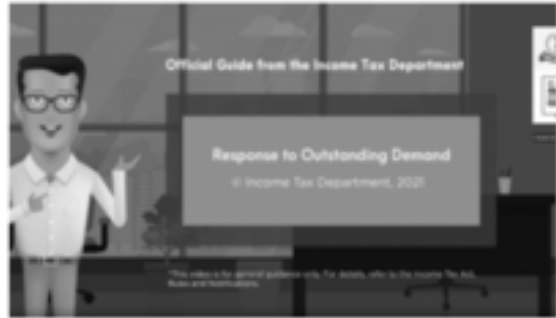 Official Guide from the Income Tax Department
Response to Outstanding Demand
© Income Tax Department, 2021
*This video is for general guidance only. For details, refer to the Income Tax Act,
Rules and Notifications.